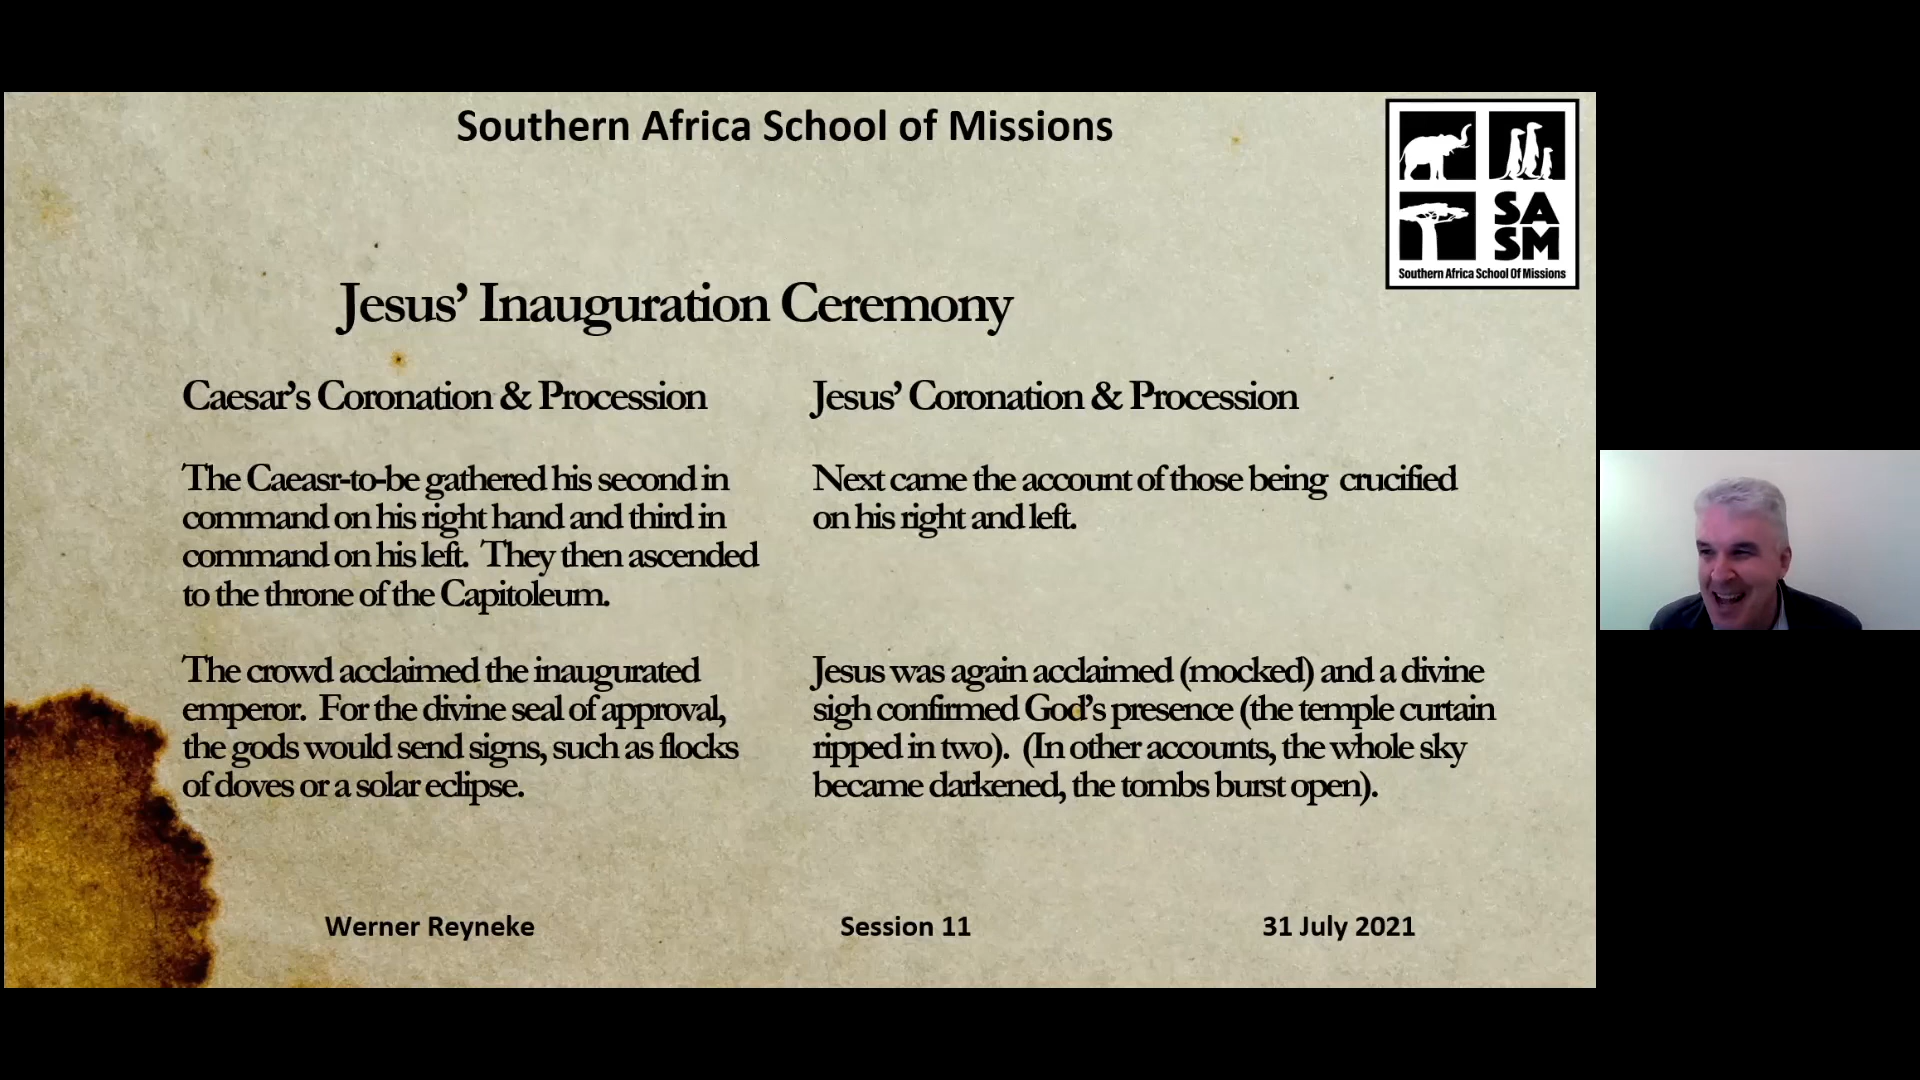 Southern Africa School of Missions
SA
SM
Southern Africa School Of Missions
Jesus’ Inauguration Ceremony
Caesar’s Coronation & Procession
The Caeasr-to-be gathered his second in
command on his right hand and third in
command on his left. They then ascended
to the throne of the Capitoleum.
The crowd acclaimed the inaugurated
emperor. For the divine seal of approval,
the gods would send signs, such as flocks
of doves or a solar eclipse.
Jesus’ Coronation & Procession
Next came the account of those being crucified
on his right and left.
Jesus was again acclaimed (mocked) and a divine
sigh confirmed God’s presence (the temple curtain
ripped in two). (In other accounts, the whole sky
became darkened, the tombs burst open).
Werner Reyneke
Session 11
31 July 2021